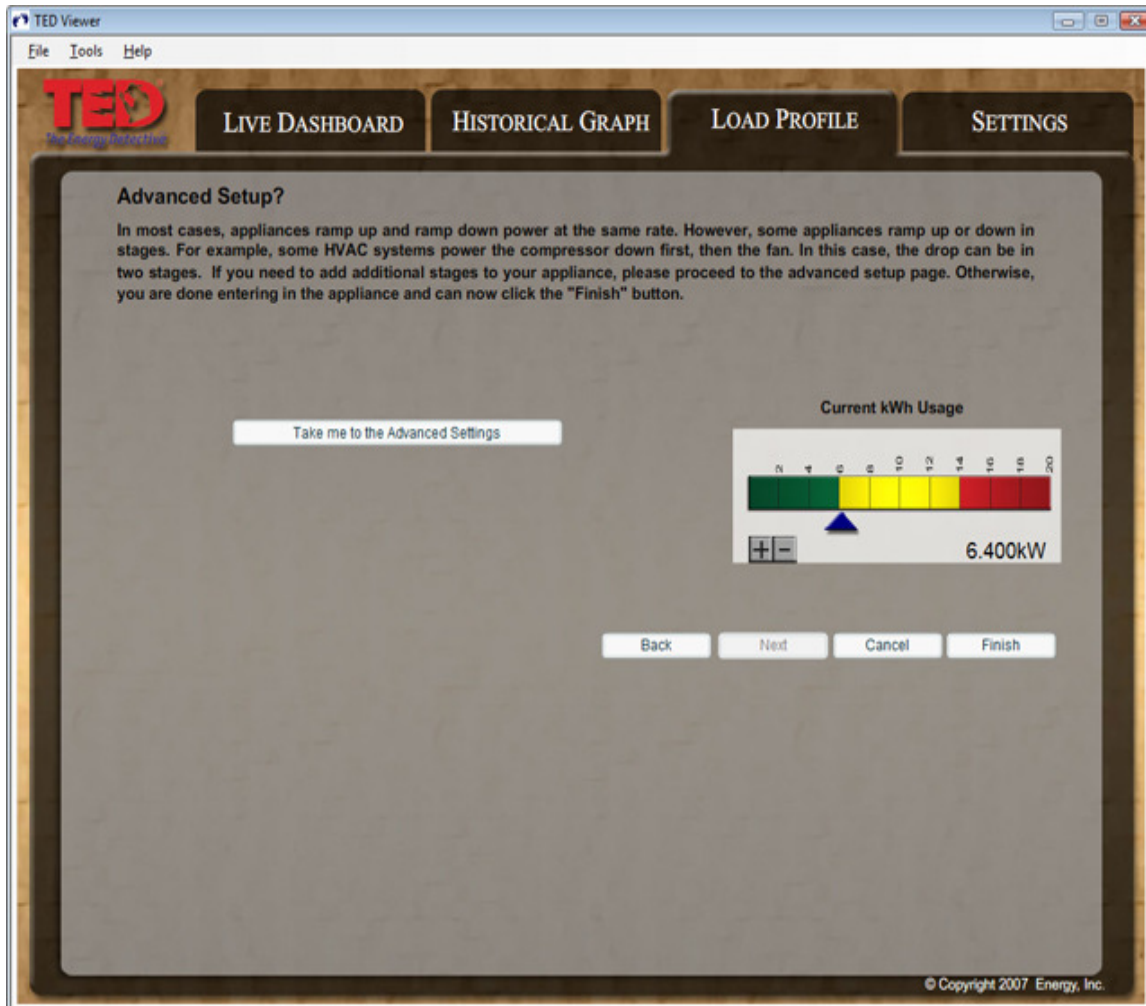 TED Viewer
File Tools Help
TED
The Energy Detective
LIVE DASHBOARD
HISTORICAL GRAPH
LOAD PROFILE
SETTINGS
Advanced Setup?
In most cases, appliances ramp up and ramp down power at the same rate. However, some appliances ramp up or down in
stages. For example, some HVAC systems power the compressor down first, then the fan. In this case, the drop can be in
two stages. If you need to add additional stages to your appliance, please proceed to the advanced setup page. Otherwise,
you are done entering in the appliance and can now click the "Finish" button.
Current kWh Usage
Take me to the Advanced Settings
2 4 6 8 10 12 14 16 18 20
+ -
6.400kW
Back
Next
Cancel
Finish
© Copyright 2007 Energy, Inc.